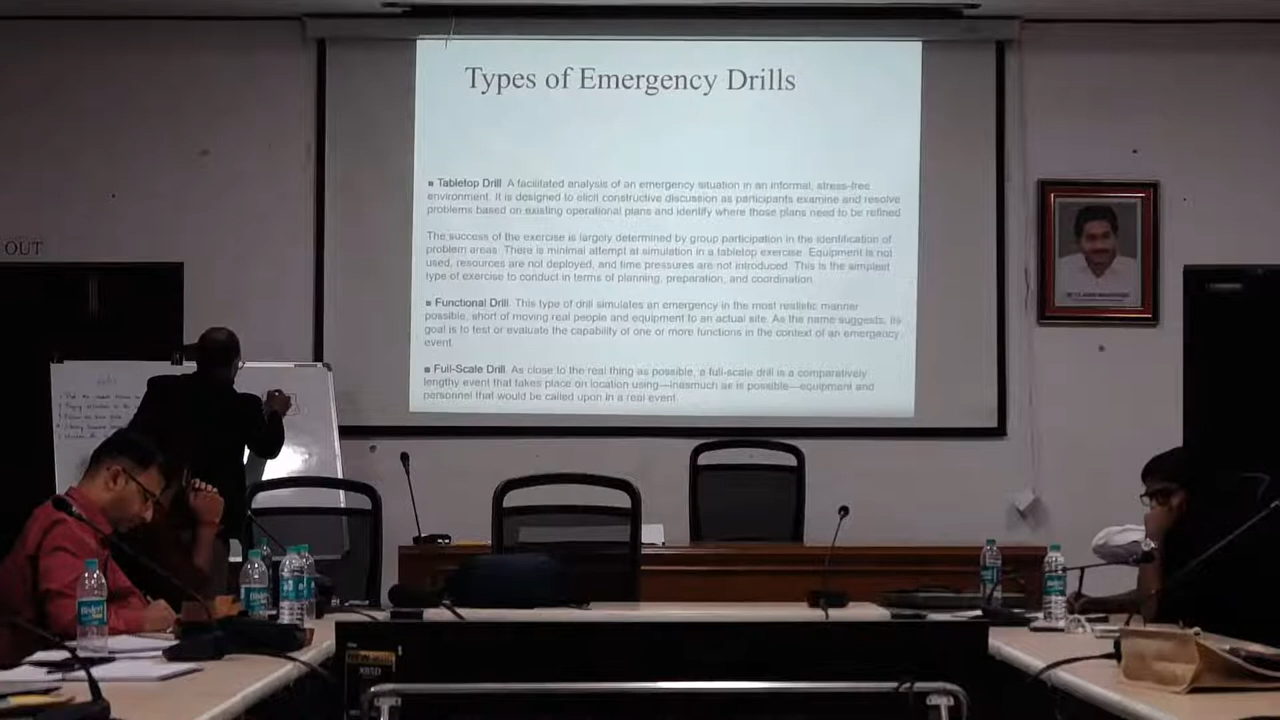 Types of Emergency Drills
■ Tabletop Drill. A facilitated analysis of an emergency situation in an informal, stress-free
environment. It is designed to elicit constructive discussion as participants examine and resolve
problems based on existing operational plans and identify where those plans need to be refined
The success of the exercise is largely determined by group participation in the identification of
problem areas. There is minimal attempt at simulation in a tabletop exercise. Equipment is not
used, resources are not deployed, and time pressures are not introduced. This is the simplest
type of exercise to conduct in terms of planning, preparation, and coordination.
■ Functional Drill. This type of drill simulates an emergency in the most realistic manner
possible, short of moving real people and equipment to an actual site. As the name suggests, its
goal is to test or evaluate the capability of one or more functions in the context of an emergency
event.
■ Full-Scale Drill. As close to the real thing as possible, a full-scale drill is a comparatively
lengthy event that takes place on location using—inasmuch as is possible—equipment and
personnel that would be called upon in a real event.
OUT
Bisleri